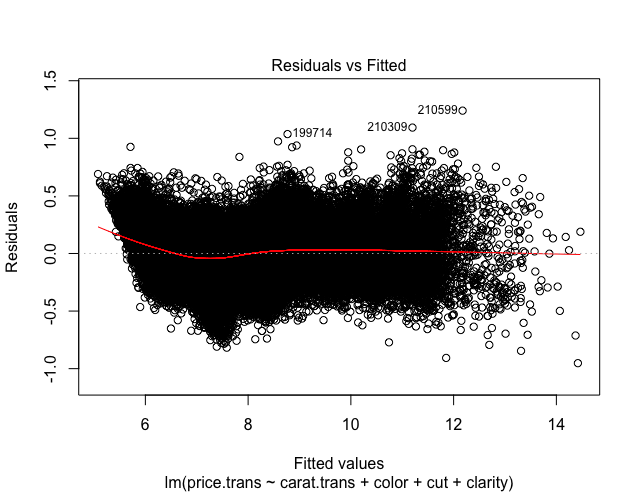 Residuals vs Fitted
Residuals
1.5
1.0
0.5
0.0
-0.5
-1.0
210599
210309
199714
6 8 10 12 14
Fitted values
lm(price.trans ~ carat.trans + color + cut + clarity)